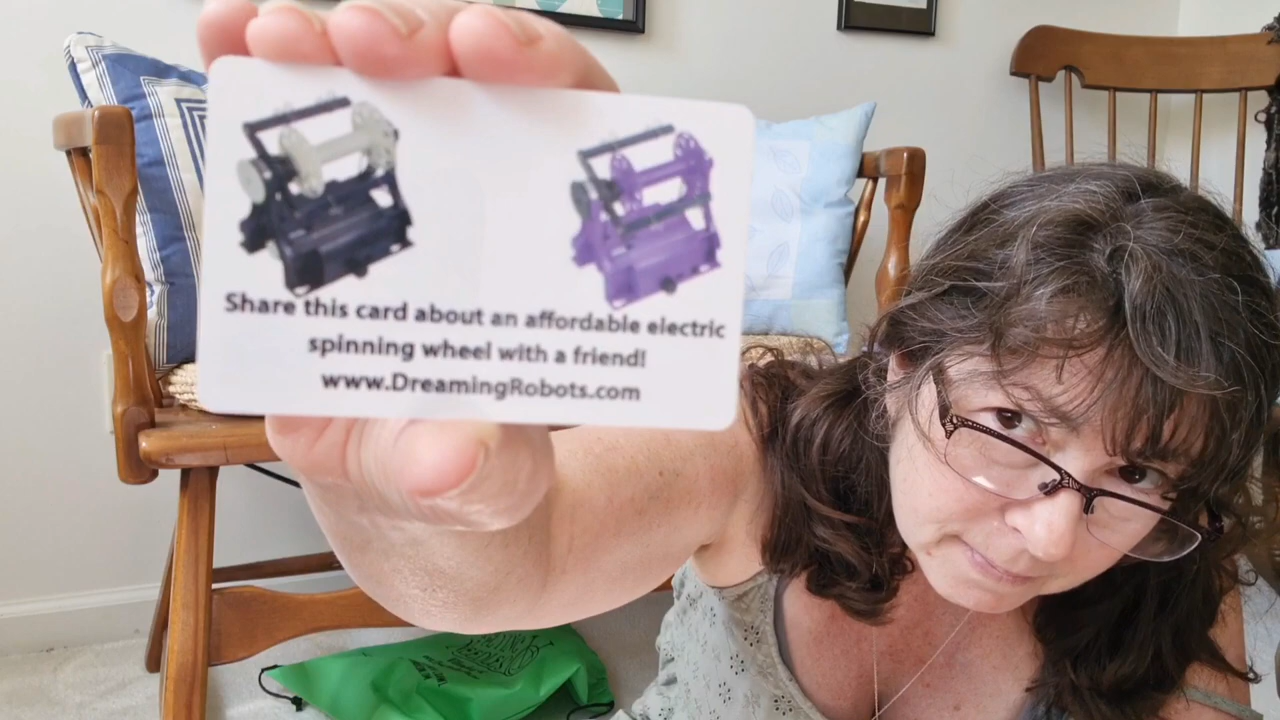 Share this card about an affordable electric
spinning wheel with a friend!
www.DreamingRobots.com